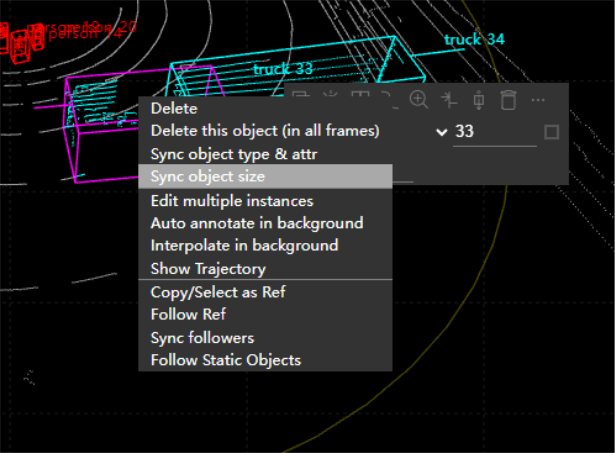 person 20
truck 34
truck 33
Delete
Delete this object (in all frames)
33
Sync object type & attr
Sync object size
Edit multiple instances
Auto annotate in background
Interpolate in background
Show Trajectory
Copy/Select as Ref
Follow Ref
Sync followers
Follow Static Objects